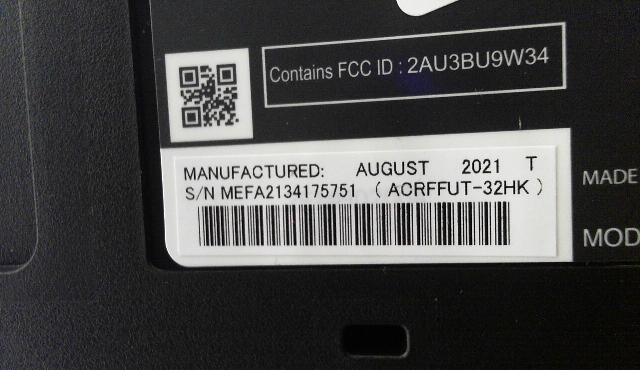 Contains FCC ID : 2AU3BU9W34
MANUFACTURED: AUGUST 2021 T
S/N MEFA2134175751 ( ACRFFUT-32HK )
MADE
MOD